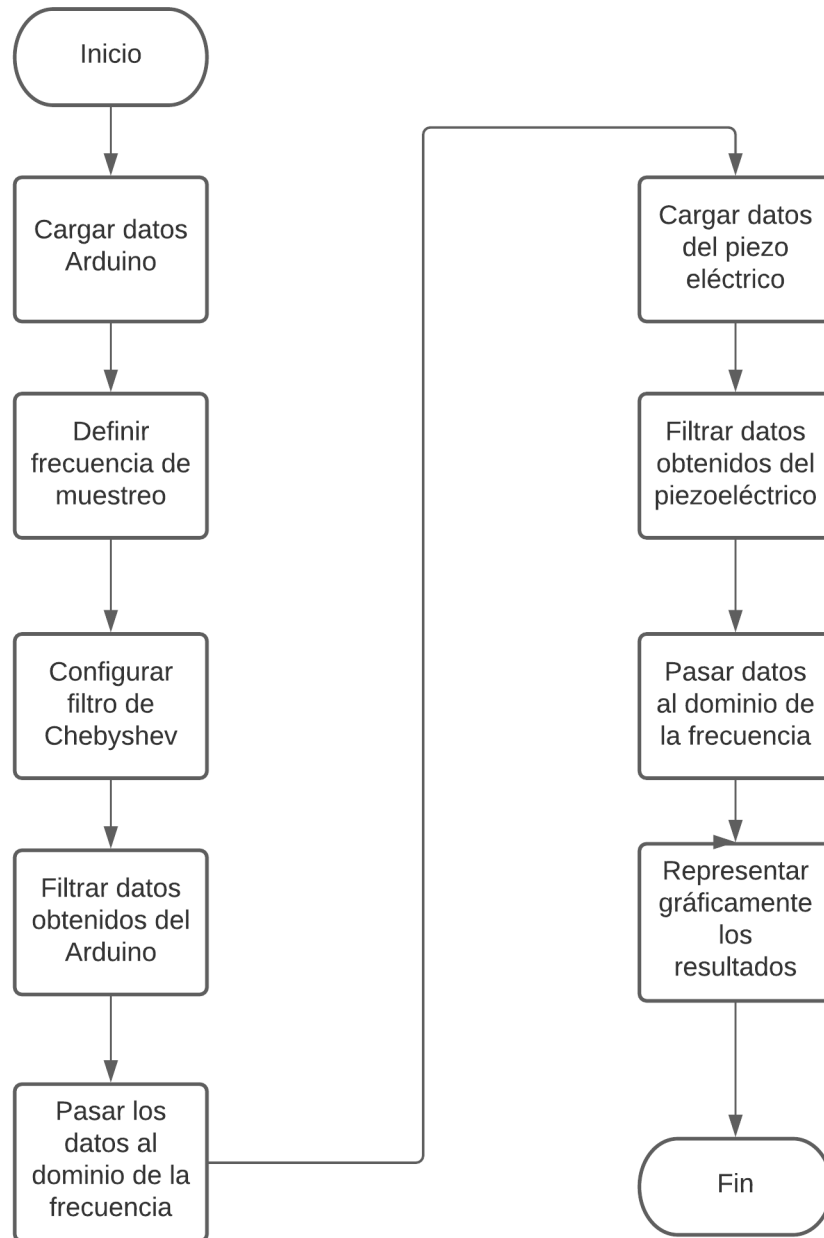 Inicio
Cargar datos
Arduino
Definir
frecuencia de
muestreo
Configurar
filtro de
Chebyshev
Filtrar datos
obtenidos del
Arduino
Pasar los
datos al
dominio de la
frecuencia
Cargar datos
del piezo
eléctrico
Filtrar datos
obtenidos del
piezoeléctrico
Pasar datos
al dominio de
la frecuencia
Representar
gráficamente
los
resultados
Fin